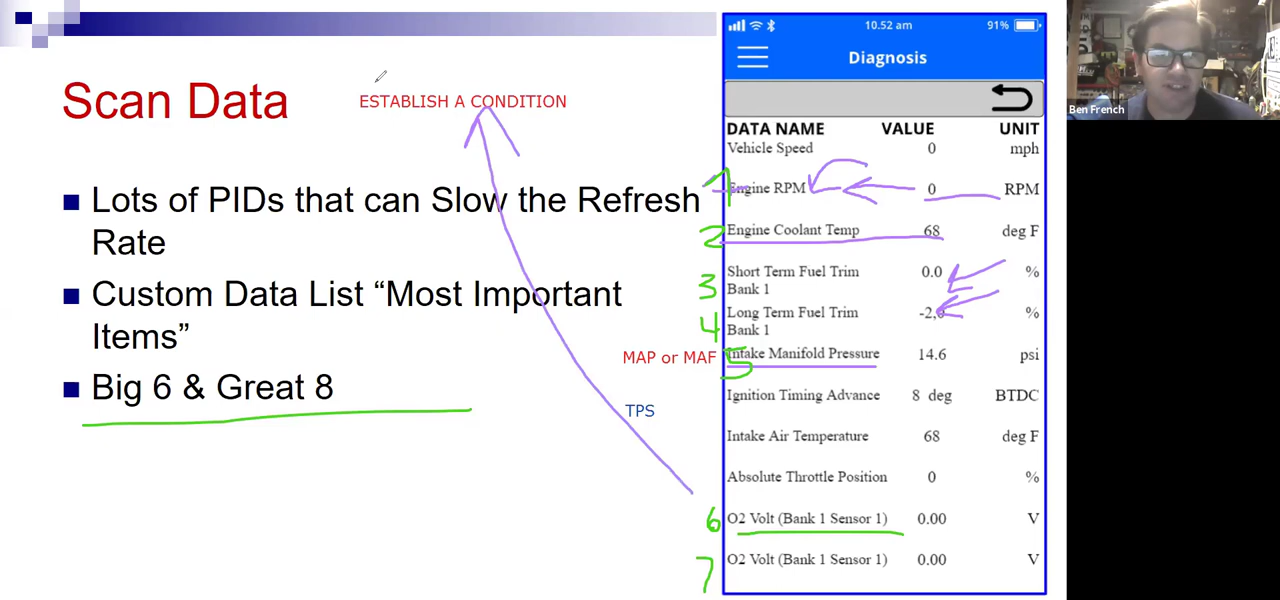 Scan Data
ESTABLISH A CONDITION
Lots of PIDs that can Slow the Refresh
Rate
Custom Data List “Most Important
Items”
Big 6 & Great 8
MAP or MAF
TPS
10.52 am
91%
Diagnosis
DATA NAME VALUE UNIT
Vehicle Speed 0 mph
1 Engine RPM 0 RPM
2 Engine Coolant Temp 68 deg F
3 Short Term Fuel Trim 0.0 %
Bank 1
4 Long Term Fuel Trim -2.0 %
Bank 1
5 Intake Manifold Pressure 14.6 psi
Ignition Timing Advance 8 deg BTDC
Intake Air Temperature 68 deg F
Absolute Throttle Position 0 %
6 O2 Volt (Bank 1 Sensor 1) 0.00 V
7 O2 Volt (Bank 1 Sensor 1) 0.00 V
Ben French